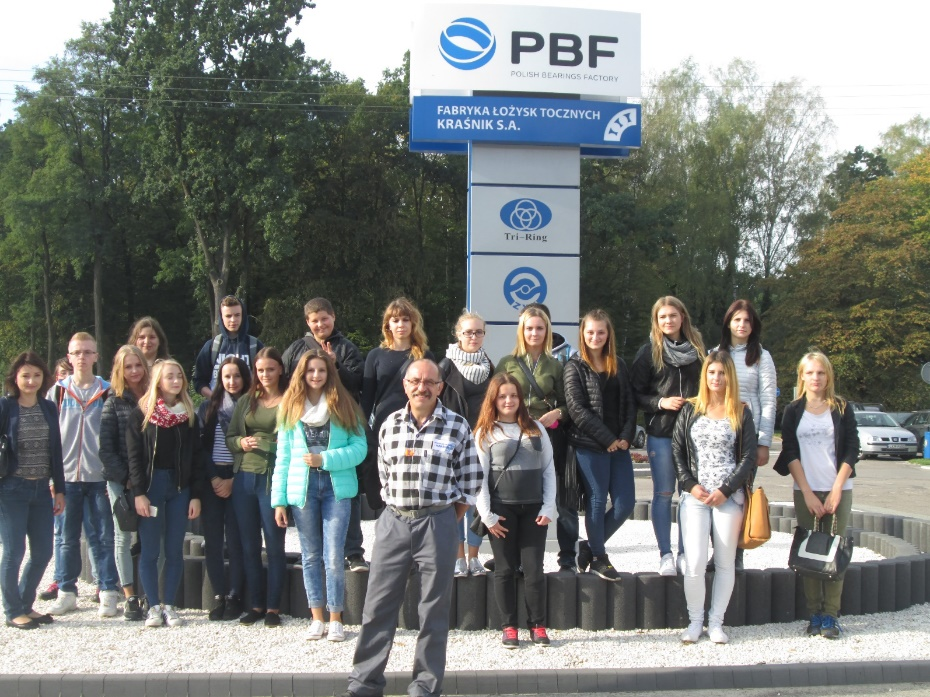 PBF
POLISH BEARINGS FACTORY
FABRYKA ŁOŻYSK TOCZNYCH
KRAŚNIK S.A.
Tri-Ring